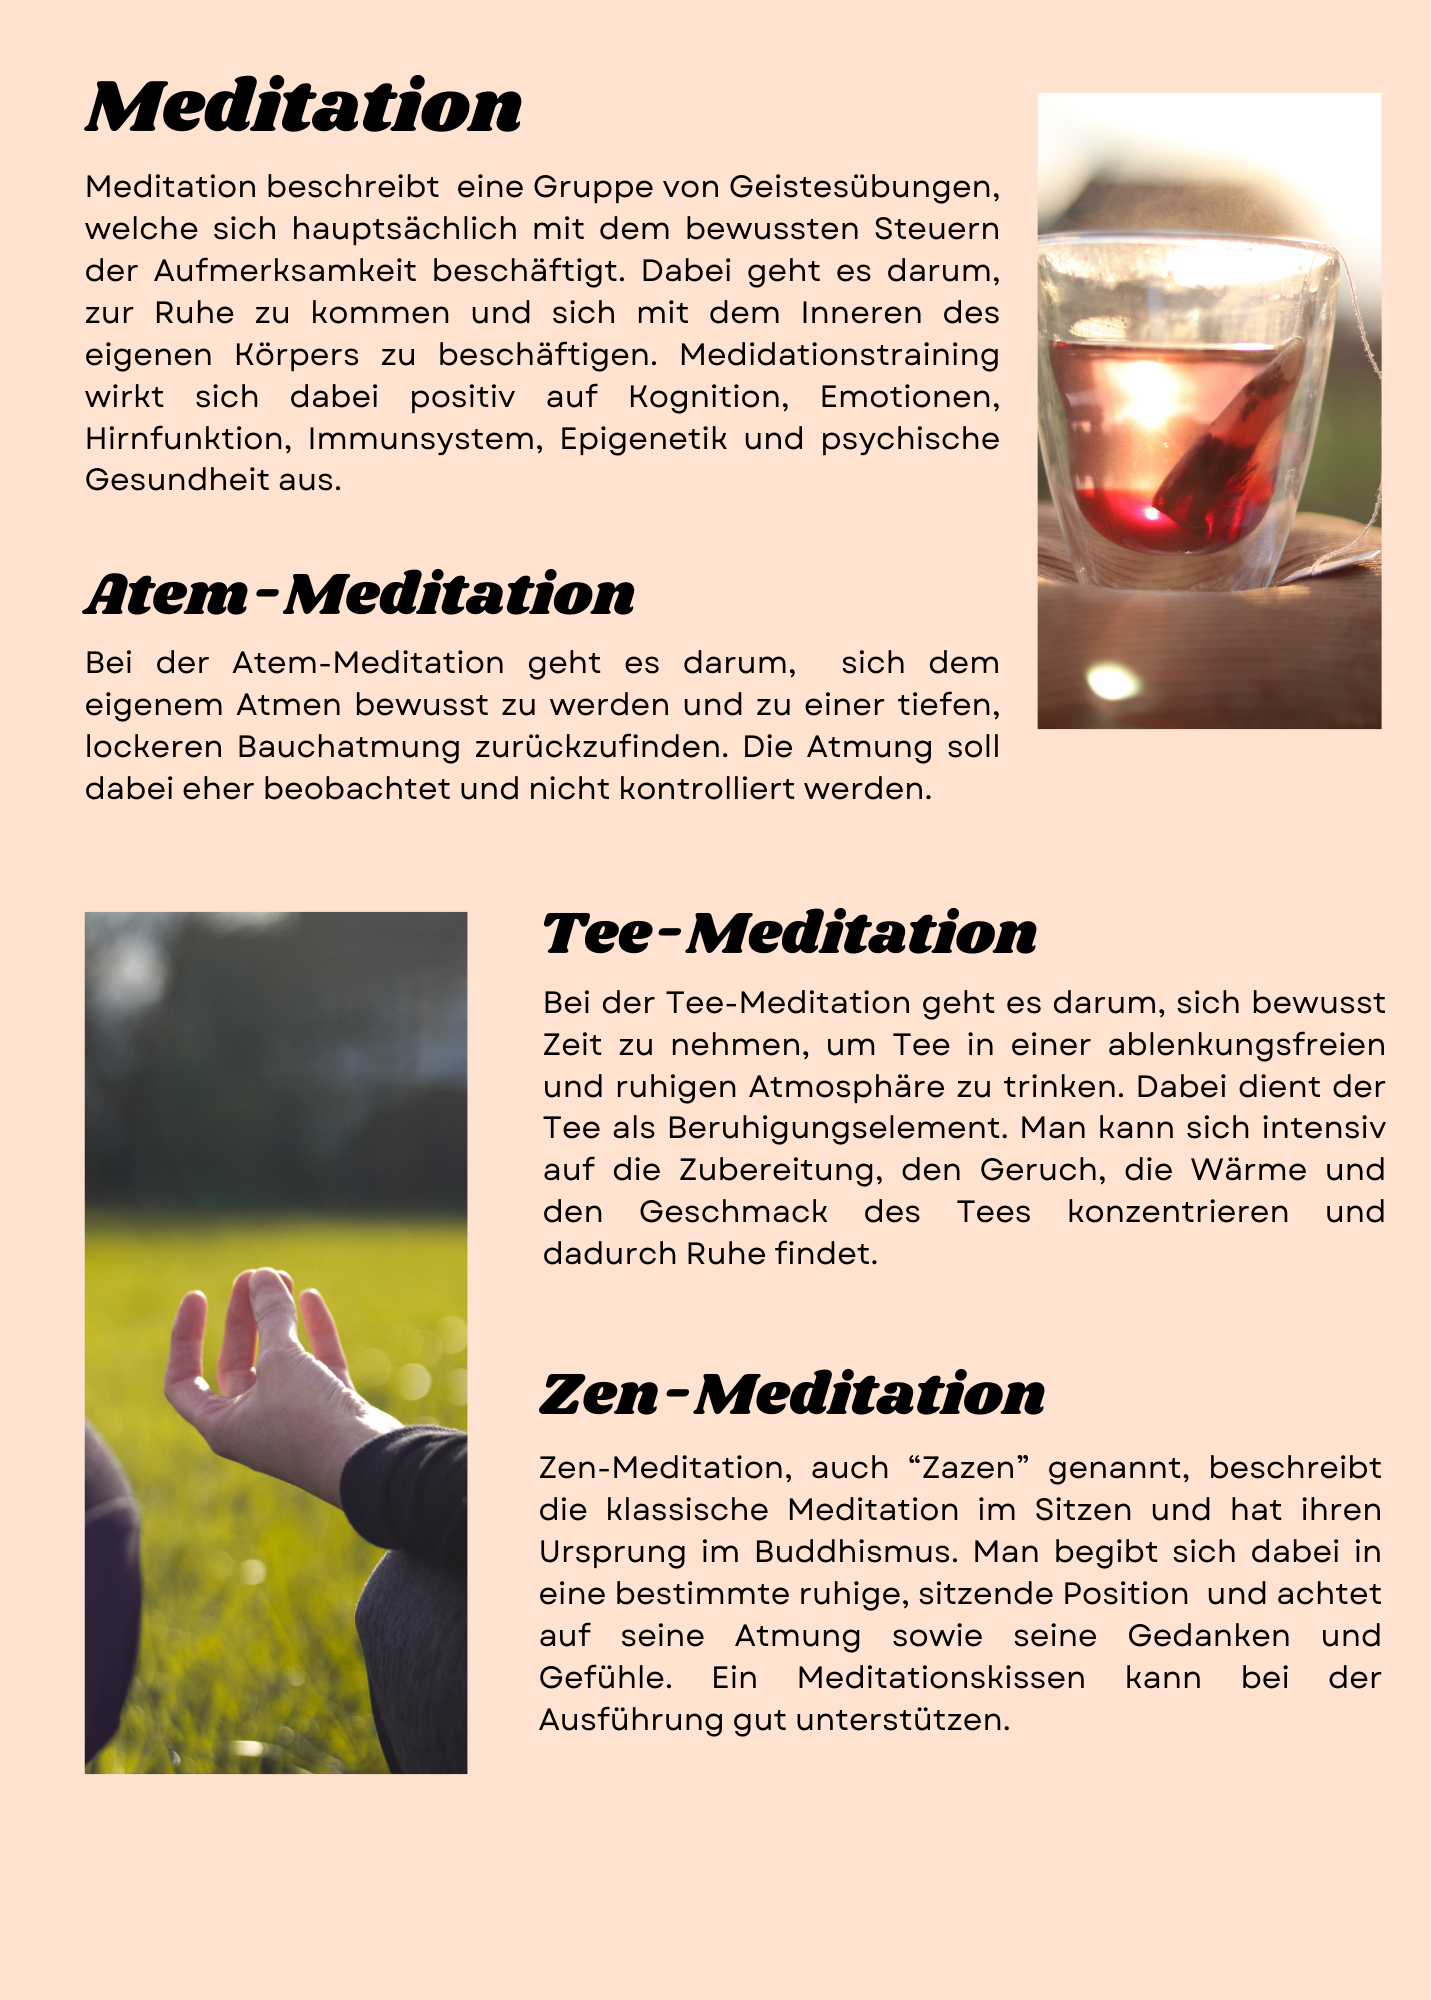 Meditation
Meditation beschreibt eine Gruppe von Geistesübungen,
welche sich hauptsächlich mit dem bewussten Steuern
der Aufmerksamkeit beschäftigt. Dabei geht es darum,
zur Ruhe zu kommen und sich mit dem Inneren des
eigenen Körpers zu beschäftigen. Medidationstraining
wirkt sich dabei positiv auf Kognition, Emotionen,
Hirnfunktion, Immunsystem, Epigenetik und psychische
Gesundheit aus.
Atem-Meditation
Bei der Atem-Meditation geht es darum, sich dem
eigenem Atmen bewusst zu werden und zu einer tiefen,
lockeren Bauchatmung zurückzufinden. Die Atmung soll
dabei eher beobachtet und nicht kontrolliert werden.
Tee-Meditation
Bei der Tee-Meditation geht es darum, sich bewusst
Zeit zu nehmen, um Tee in einer ablenkungsfreien
und ruhigen Atmosphäre zu trinken. Dabei dient der
Tee als Beruhigungselement. Man kann sich intensiv
auf die Zubereitung, den Geruch, die Wärme und
den Geschmack des Tees konzentrieren und
dadurch Ruhe findet.
Zen-Meditation
Zen-Meditation, auch “Zazen” genannt, beschreibt
die klassische Meditation im Sitzen und hat ihren
Ursprung im Buddhismus. Man begibt sich dabei in
eine bestimmte ruhige, sitzende Position und achtet
auf seine Atmung sowie seine Gedanken und
Gefühle. Ein Meditationskissen kann bei der
Ausführung gut unterstützen.